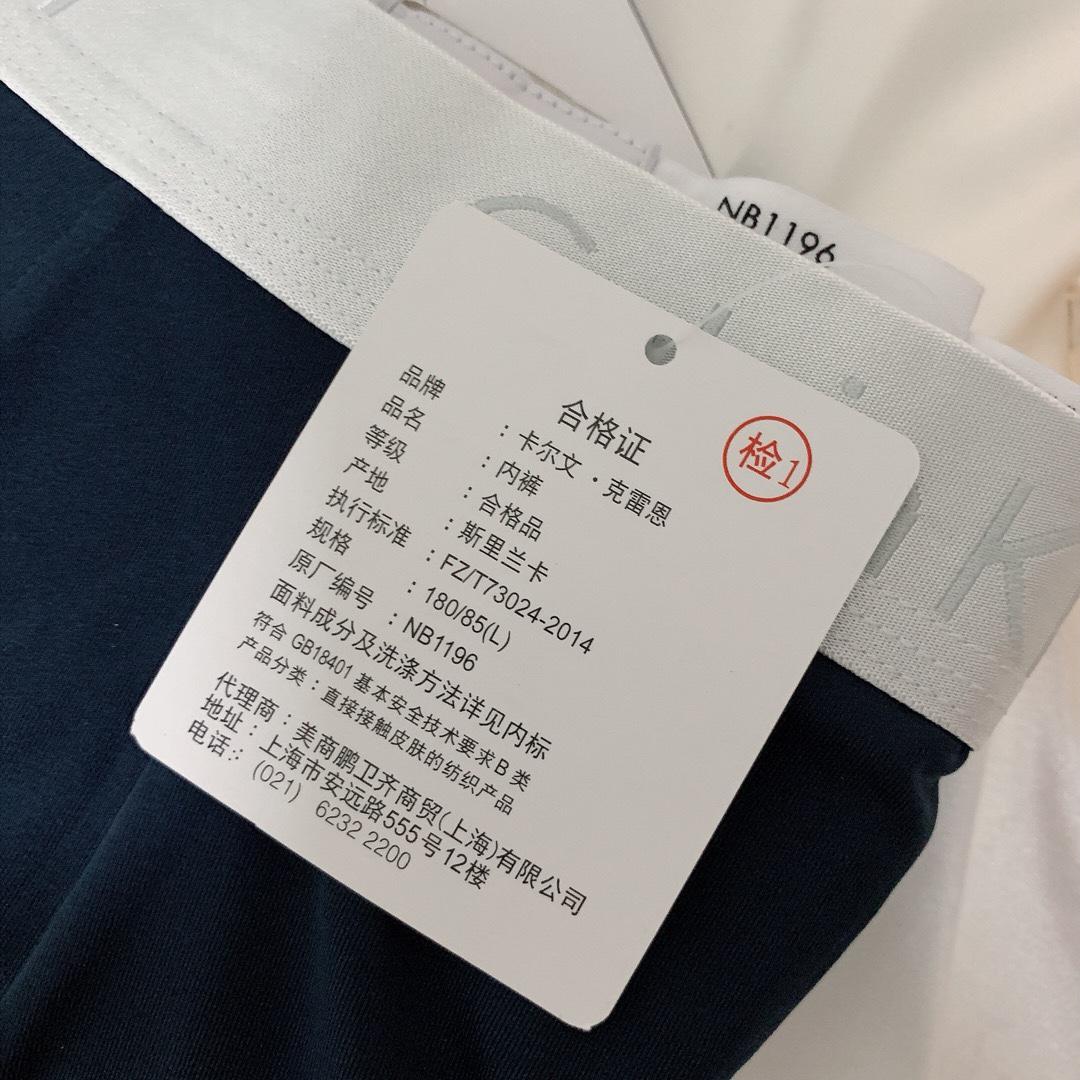 NB1196
合格证
检1
品牌 : 卡尔文·克雷恩
品名 : 内裤
等级 : 合格品
产地 : 斯里兰卡
执行标准 : FZ/T73024-2014
规格 : 180/85(L)
原厂编号 : NB1196
面料成分及洗涤方法详见内标
符合 GB18401 基本安全技术要求B 类
产品分类：直接接触皮肤的纺织产品
代理商：美商鹏卫齐商贸(上海)有限公司
地址：上海市安远路555号12楼
电话：(021) 6232 2200